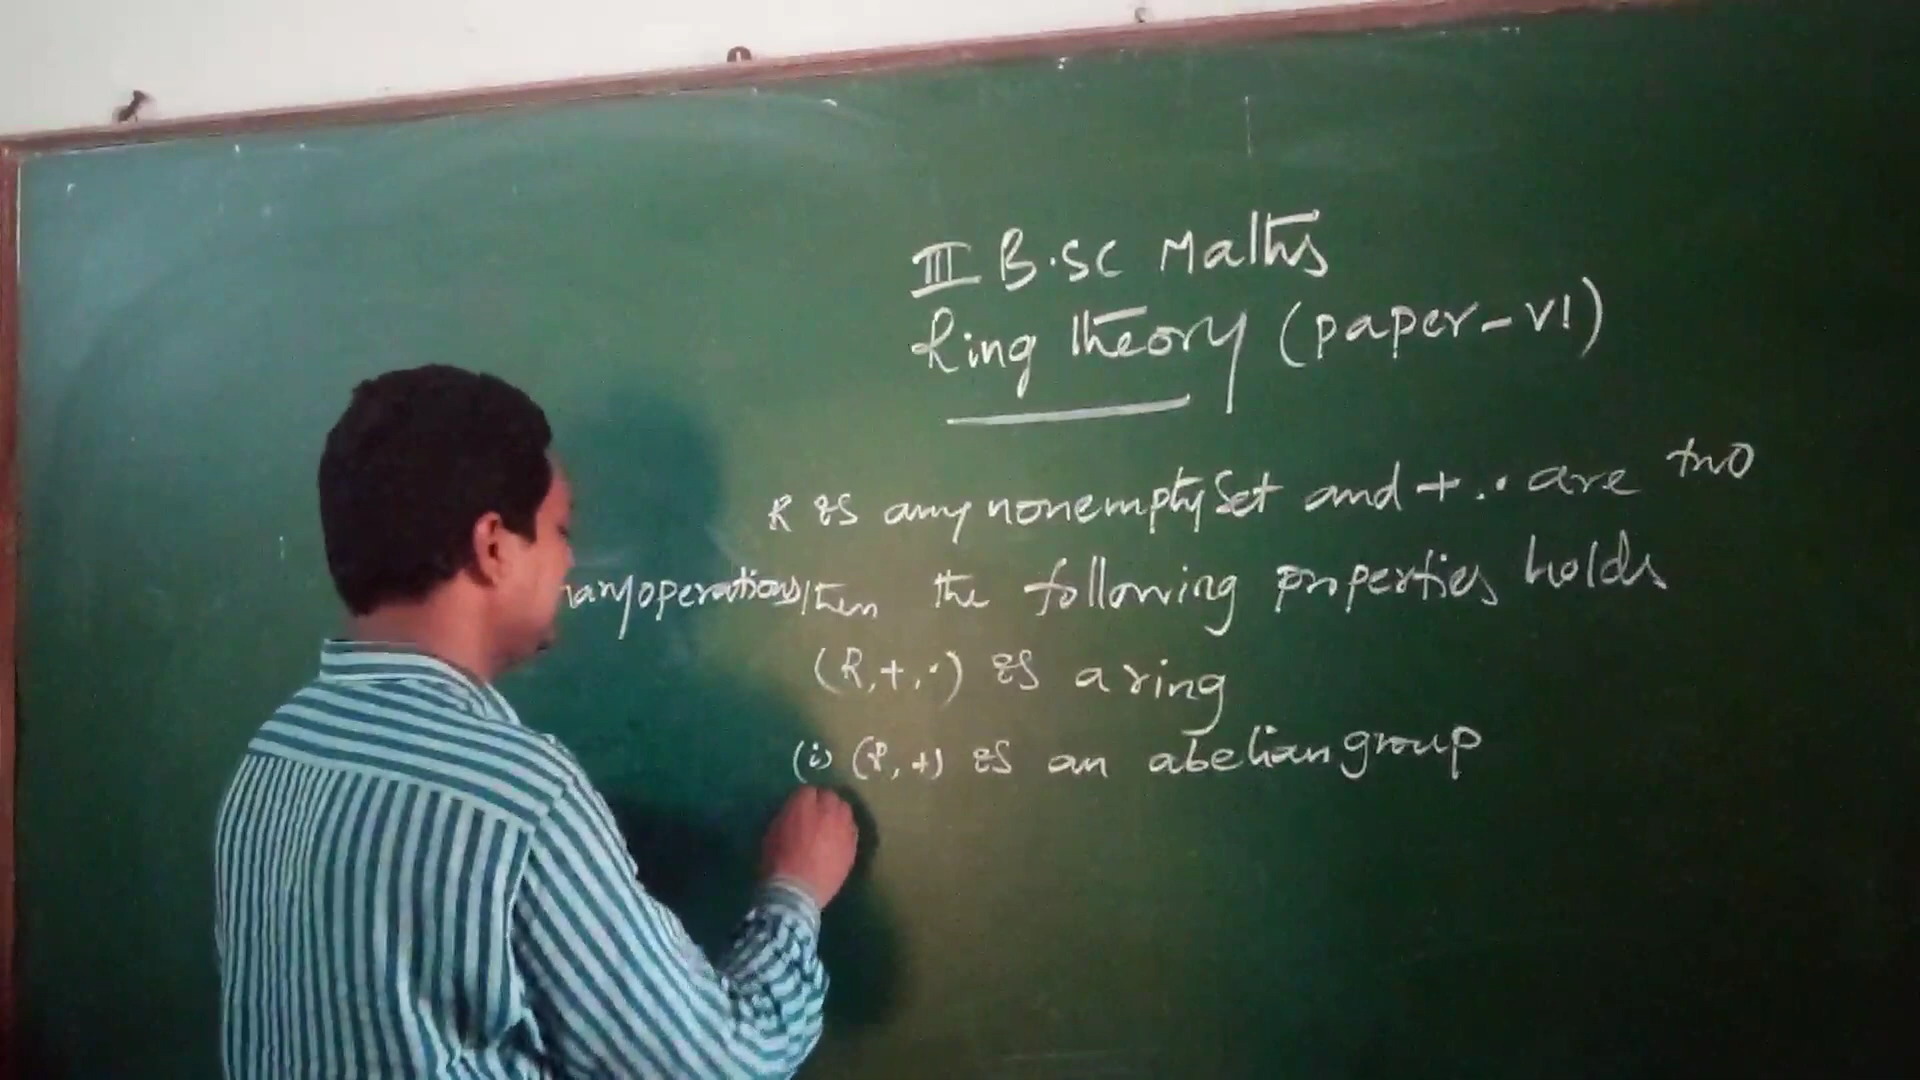 III B.SC Maths
Ring theory (paper-VI)
R is any nonempty set and +.. are two
operations/then the following properties holds
(R,+,.) is a ring
(i) (R,+) is an abelian group